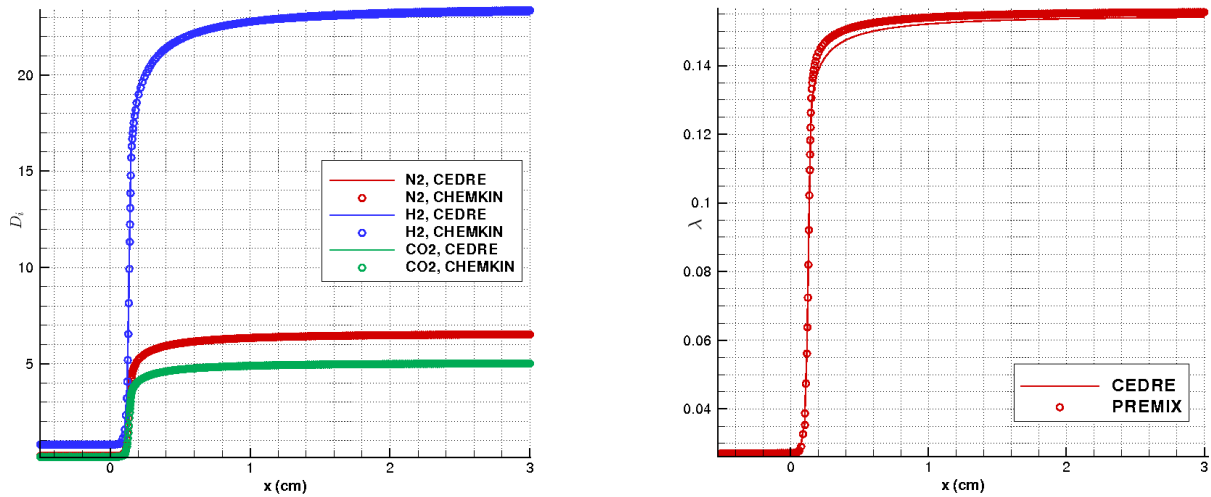 20
15
10
5
D_i
N2, CEDRE
N2, CHEMKIN
H2, CEDRE
H2, CHEMKIN
CO2, CEDRE
CO2, CHEMKIN
0 1 2 3
x (cm)
0.14
0.12
0.1
0.08
0.06
0.04
λ
CEDRE
PREMIX
0 1 2 3
x (cm)